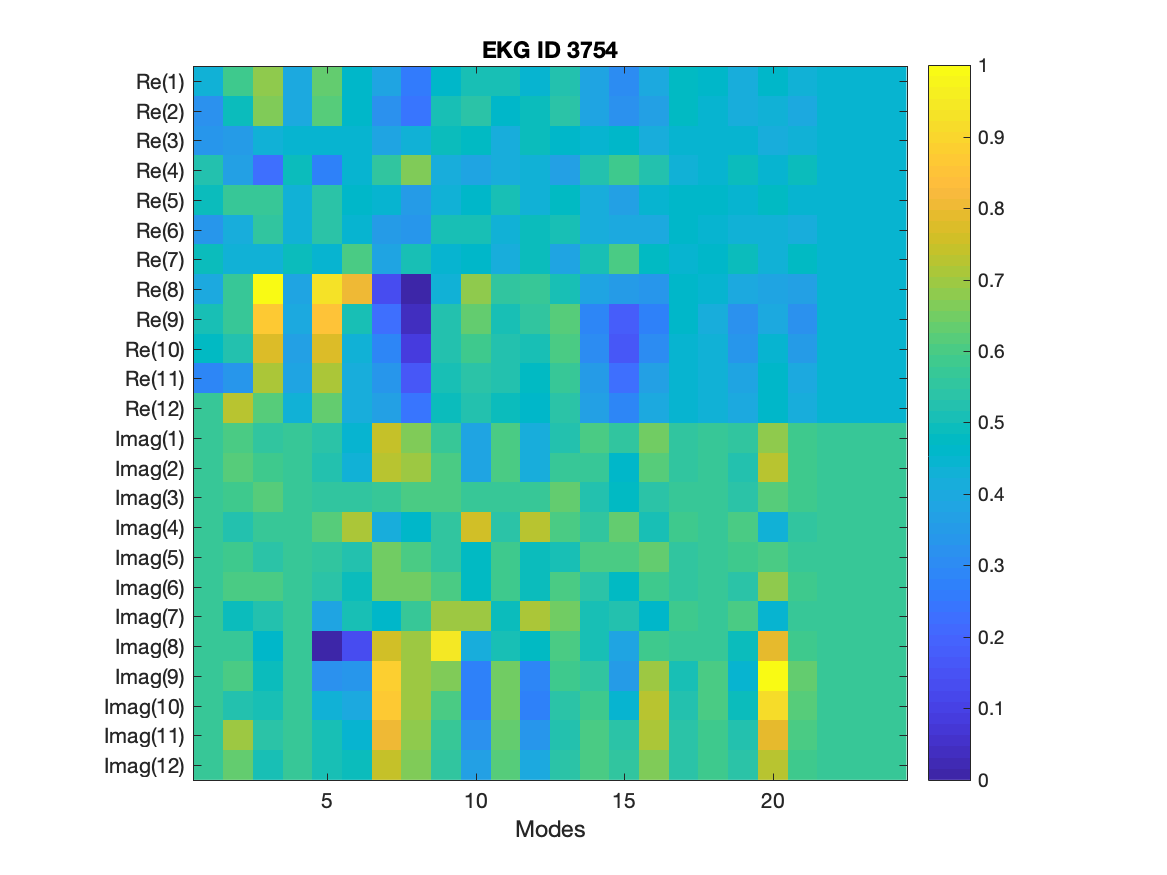 EKG ID 3754
Re(1)
Re(2)
Re(3)
Re(4)
Re(5)
Re(6)
Re(7)
Re(8)
Re(9)
Re(10)
Re(11)
Re(12)
Imag(1)
Imag(2)
Imag(3)
Imag(4)
Imag(5)
Imag(6)
Imag(7)
Imag(8)
Imag(9)
Imag(10)
Imag(11)
Imag(12)
5 10 15 20
Modes
1
0.9
0.8
0.7
0.6
0.5
0.4
0.3
0.2
0.1
0